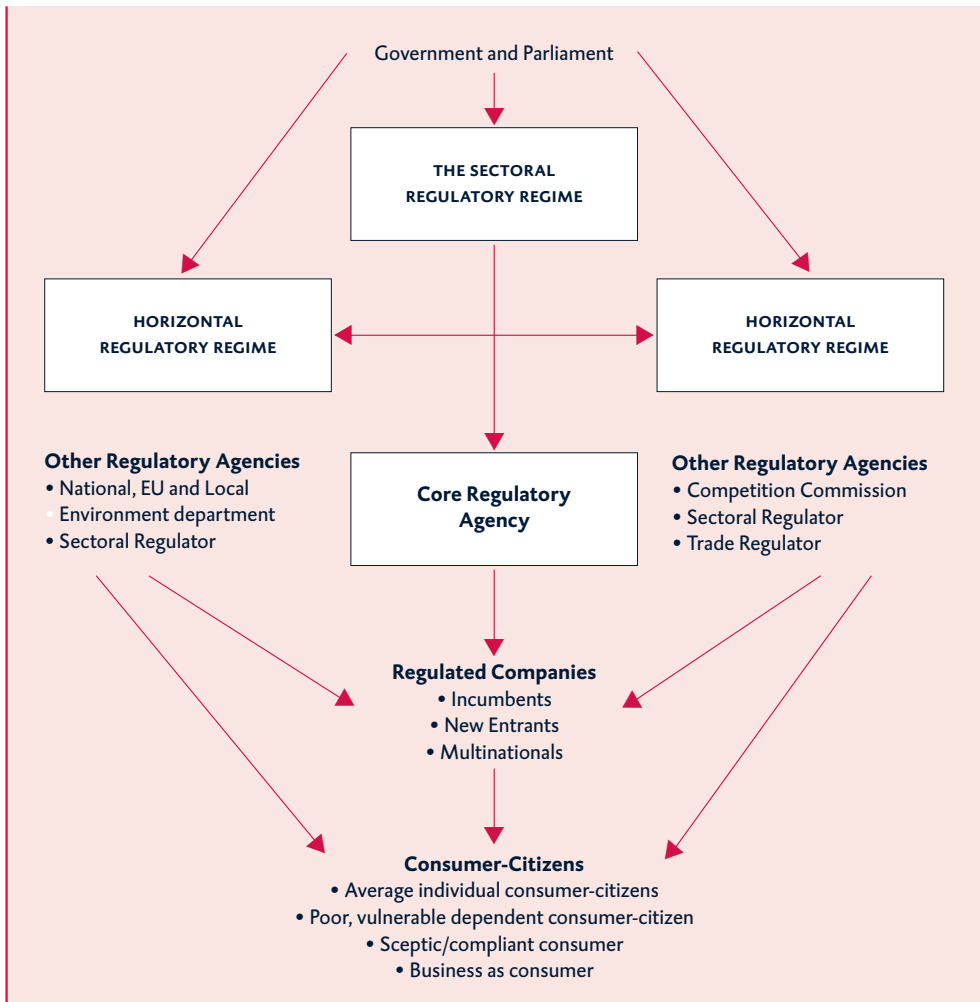 Government and Parliament
THE SECTORAL
REGULATORY REGIME
HORIZONTAL
REGULATORY REGIME
HORIZONTAL
REGULATORY REGIME
Other Regulatory Agencies
• National, EU and Local
• Environment department
• Sectoral Regulator
Core Regulatory
Agency
Other Regulatory Agencies
• Competition Commission
• Sectoral Regulator
• Trade Regulator
Regulated Companies
• Incumbents
• New Entrants
• Multinationals
Consumer-Citizens
• Average individual consumer-citizens
• Poor, vulnerable dependent consumer-citizen
• Sceptic/compliant consumer
• Business as consumer